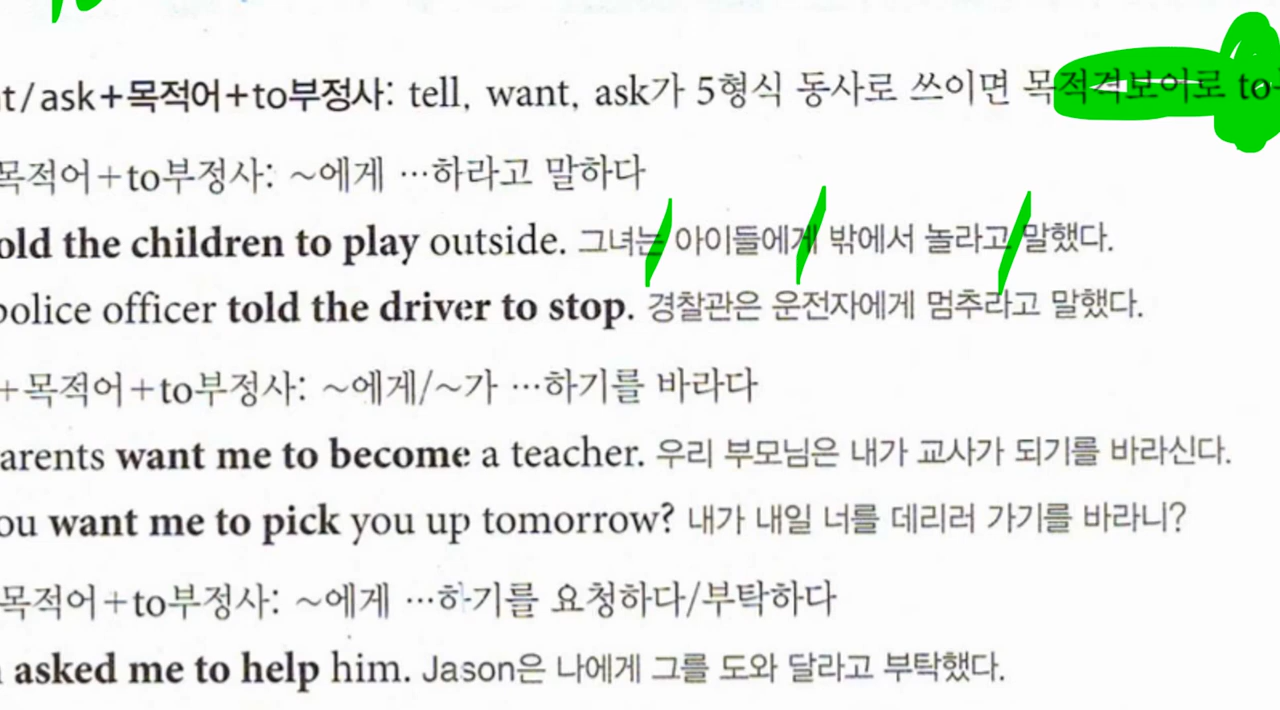 t/ask+목적어+to부정사: tell, want, ask가 5형식 동사로 쓰이면 목적격보어로 to
목적어+to부정사: ~에게 …하라고 말하다
old the children to play outside. 그녀는 아이들에게 밖에서 놀라고 말했다.
police officer told the driver to stop. 경찰관은 운전자에게 멈추라고 말했다.
+목적어+to부정사: ~에게/~가 …하기를 바라다
arents want me to become a teacher. 우리 부모님은 내가 교사가 되기를 바라신다.
ou want me to pick you up tomorrow? 내가 내일 너를 데리러 가기를 바라니?
목적어+to부정사: ~에게 …하기를 요청하다/부탁하다
asked me to help him. Jason은 나에게 그를 도와 달라고 부탁했다.